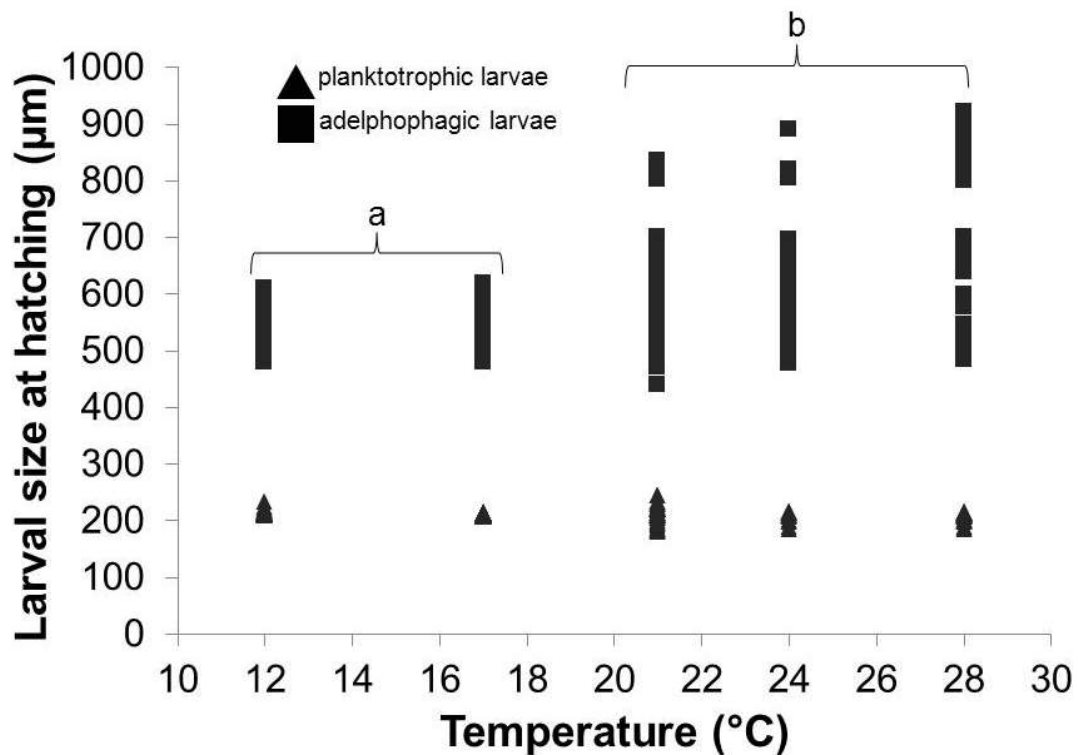 b
1000
planktotrophic larvae
adelphophagic larvae
900
800
700
a
600
500
400
300
200
100
0
10 12 14 16 18 20 22 24 26 28 30
Temperature (°C)
Larval size at hatching (µm)